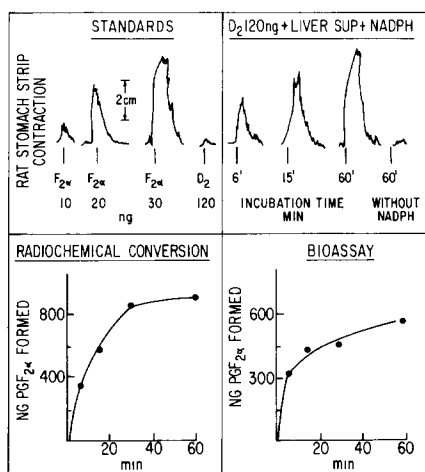 STANDARDS
RAT STOMACH STRIP
CONTRACTION
2cm
F₂α F₂α F₂α D₂
10 20 30 120
ng
D₂120ng + LIVER SUP + NADPH
6' 15' 60' 60'
INCUBATION TIME WITHOUT
MIN NADPH
RADIOCHEMICAL CONVERSION
NG PGF₂α FORMED
800
400
0 20 40 60
min
BIOASSAY
NG PGF₂α FORMED
600
300
20 40 60
min